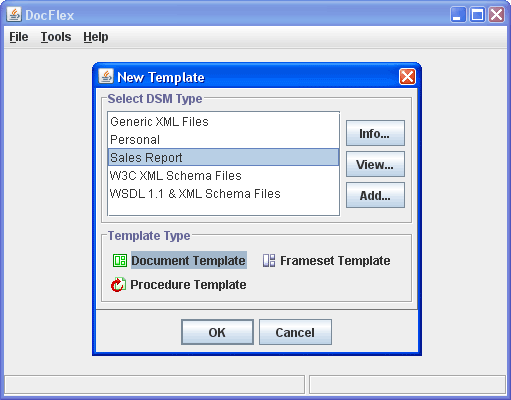 DocFlex
File Tools Help
New Template
Select DSM Type
Generic XML Files
Personal
Sales Report
W3C XML Schema Files
WSDL 1.1 & XML Schema Files
Info...
View...
Add...
Template Type
Document Template Frameset Template
Procedure Template
OK Cancel